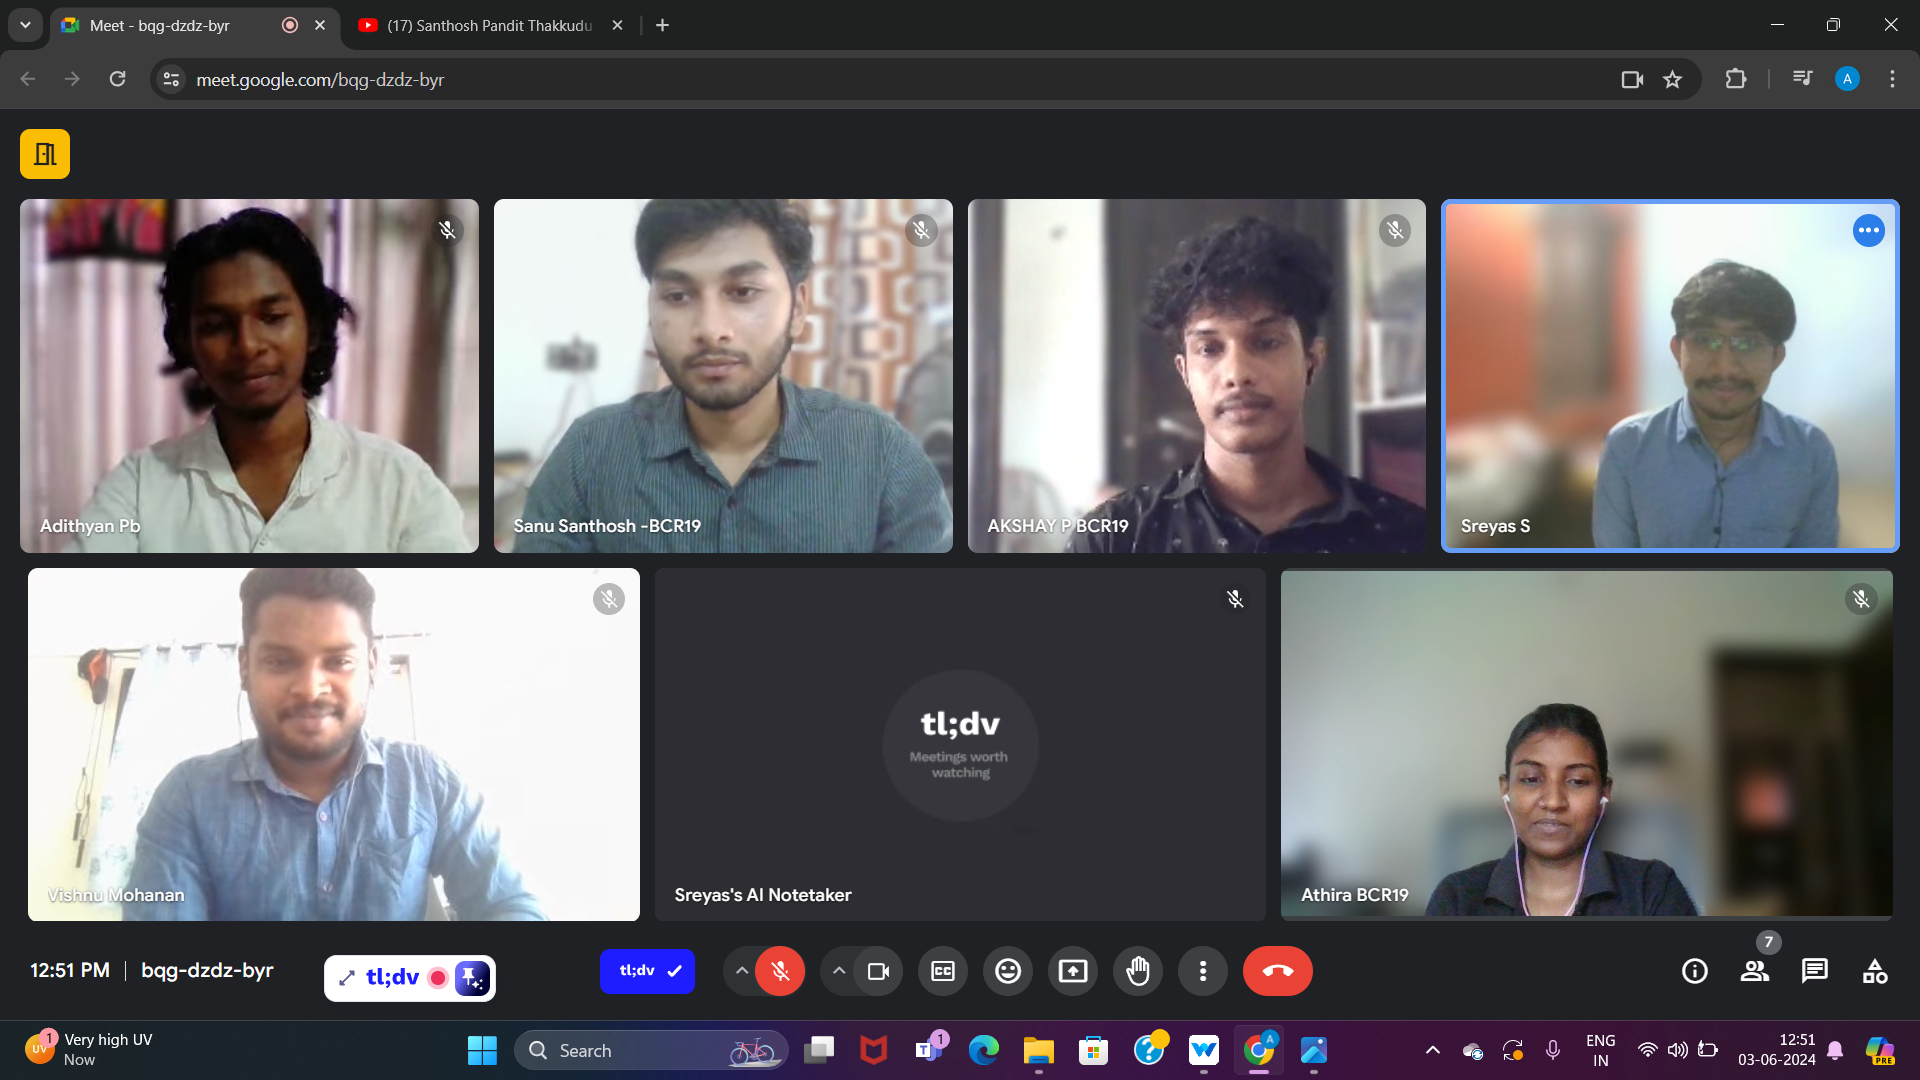 Meet - bqg-dzdz-byr
(17) Santhosh Pandit Thakkudu
meet.google.com/bqg-dzdz-byr
A
Adithyan Pb
Sanu Santhosh -BCR19
AKSHAY P BCR19
Sreyas S
tl;dv
Meetings worth
watching
Vishnu Mohanan
Sreyas's AI Notetaker
Athira BCR19
12:51 PM
bqg-dzdz-byr
tl;dv
tl;dv
CC
7
UV
1
Very high UV
Now
Search
T
1
A
ENG
IN
12:51
03-06-2024
PRE